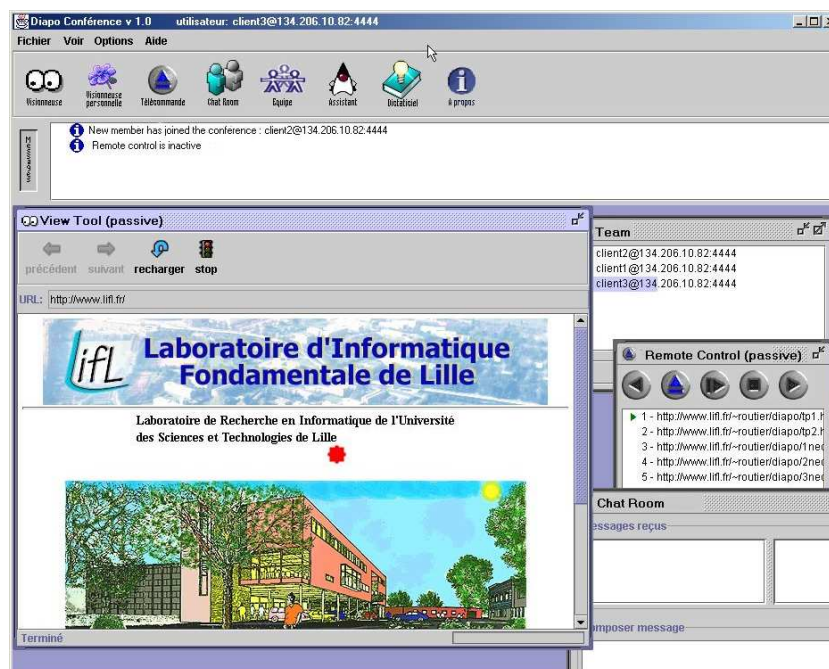 Diapo Conférence v 1.0 utilisateur: client3@134.206.10.82:4444
Fichier Voir Options Aide
Visionneuse Visionneuse personnelle Télécommande Chat Room Equipe Assistant Dictaticiel à propos
New member has joined the conference : client2@134.206.10.82:4444
Remote control is inactive
View Tool (passive)
précédent suivant recharger stop
URL: http://www.lifl.fr/
lifL
Laboratoire d'Informatique
Fondamentale de Lille
Laboratoire de Recherche en Informatique de l'Université
des Sciences et Technologies de Lille
Terminé
Team
client2@134.206.10.82:4444
client1@134.206.10.82:4444
client3@134.206.10.82:4444
Remote Control (passive)
1 - http://www.lifl.fr/~routier/diapo/tp1.h
2 - http://www.lifl.fr/~routier/diapo/tp2.h
3 - http://www.lifl.fr/~routier/diapo/1ned
4 - http://www.lifl.fr/~routier/diapo/2ned
5 - http://www.lifl.fr/~routier/diapo/3ned
Chat Room
essages reçus
omposer message